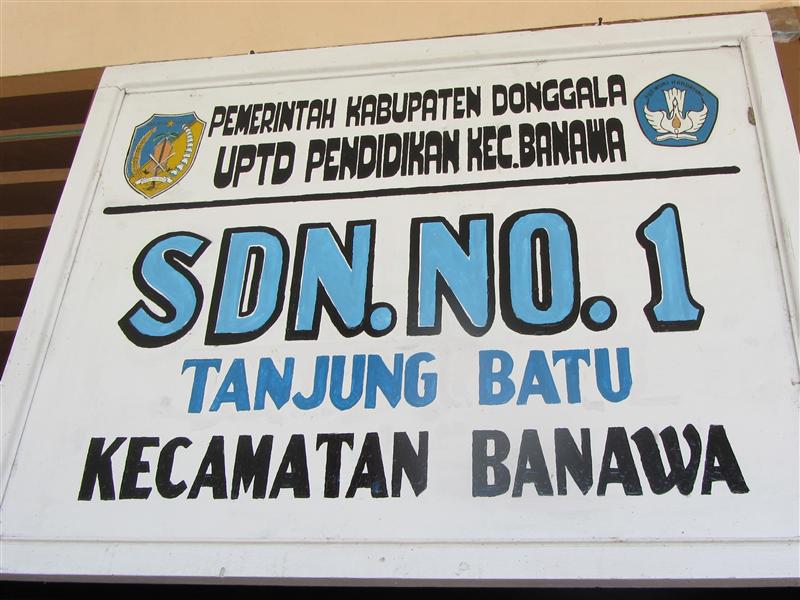 PEMERINTAH KABUPATEN DONGGALA
UPTD PENDIDIKAN KEC.BANAWA
SDN.NO.1
TANJUNG BATU
KECAMATAN BANAWA